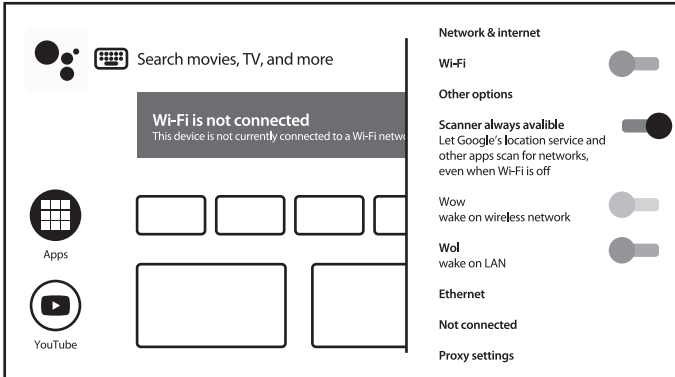 Search movies, TV, and more
Wi-Fi is not connected
This device is not currently connected to a Wi-Fi netwo
Apps
YouTube
Network & internet
Wi-Fi
Other options
Scanner always avalible
Let Google's location service and
other apps scan for networks,
even when Wi-Fi is off
Wow
wake on wireless network
Wol
wake on LAN
Ethernet
Not connected
Proxy settings